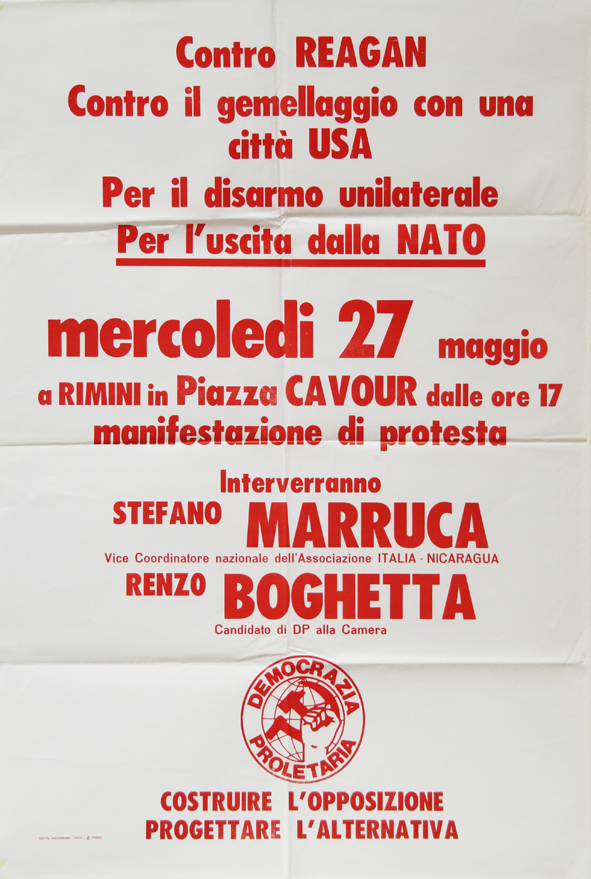 Contro REAGAN
Contro il gemellaggio con una
città USA
Per il disarmo unilaterale
Per l'uscita dalla NATO
mercoledì 27 maggio
a RIMINI in Piazza CAVOUR dalle ore 17
manifestazione di protesta
Interverranno
STEFANO MARRUCA
Vice Coordinatore nazionale dell'Associazione ITALIA - NICARAGUA
RENZO BOGHETTA
Candidato di DP alla Camera
DEMOCRAZIA
PROLETARIA
COSTRUIRE L'OPPOSIZIONE
PROGETTARE L'ALTERNATIVA